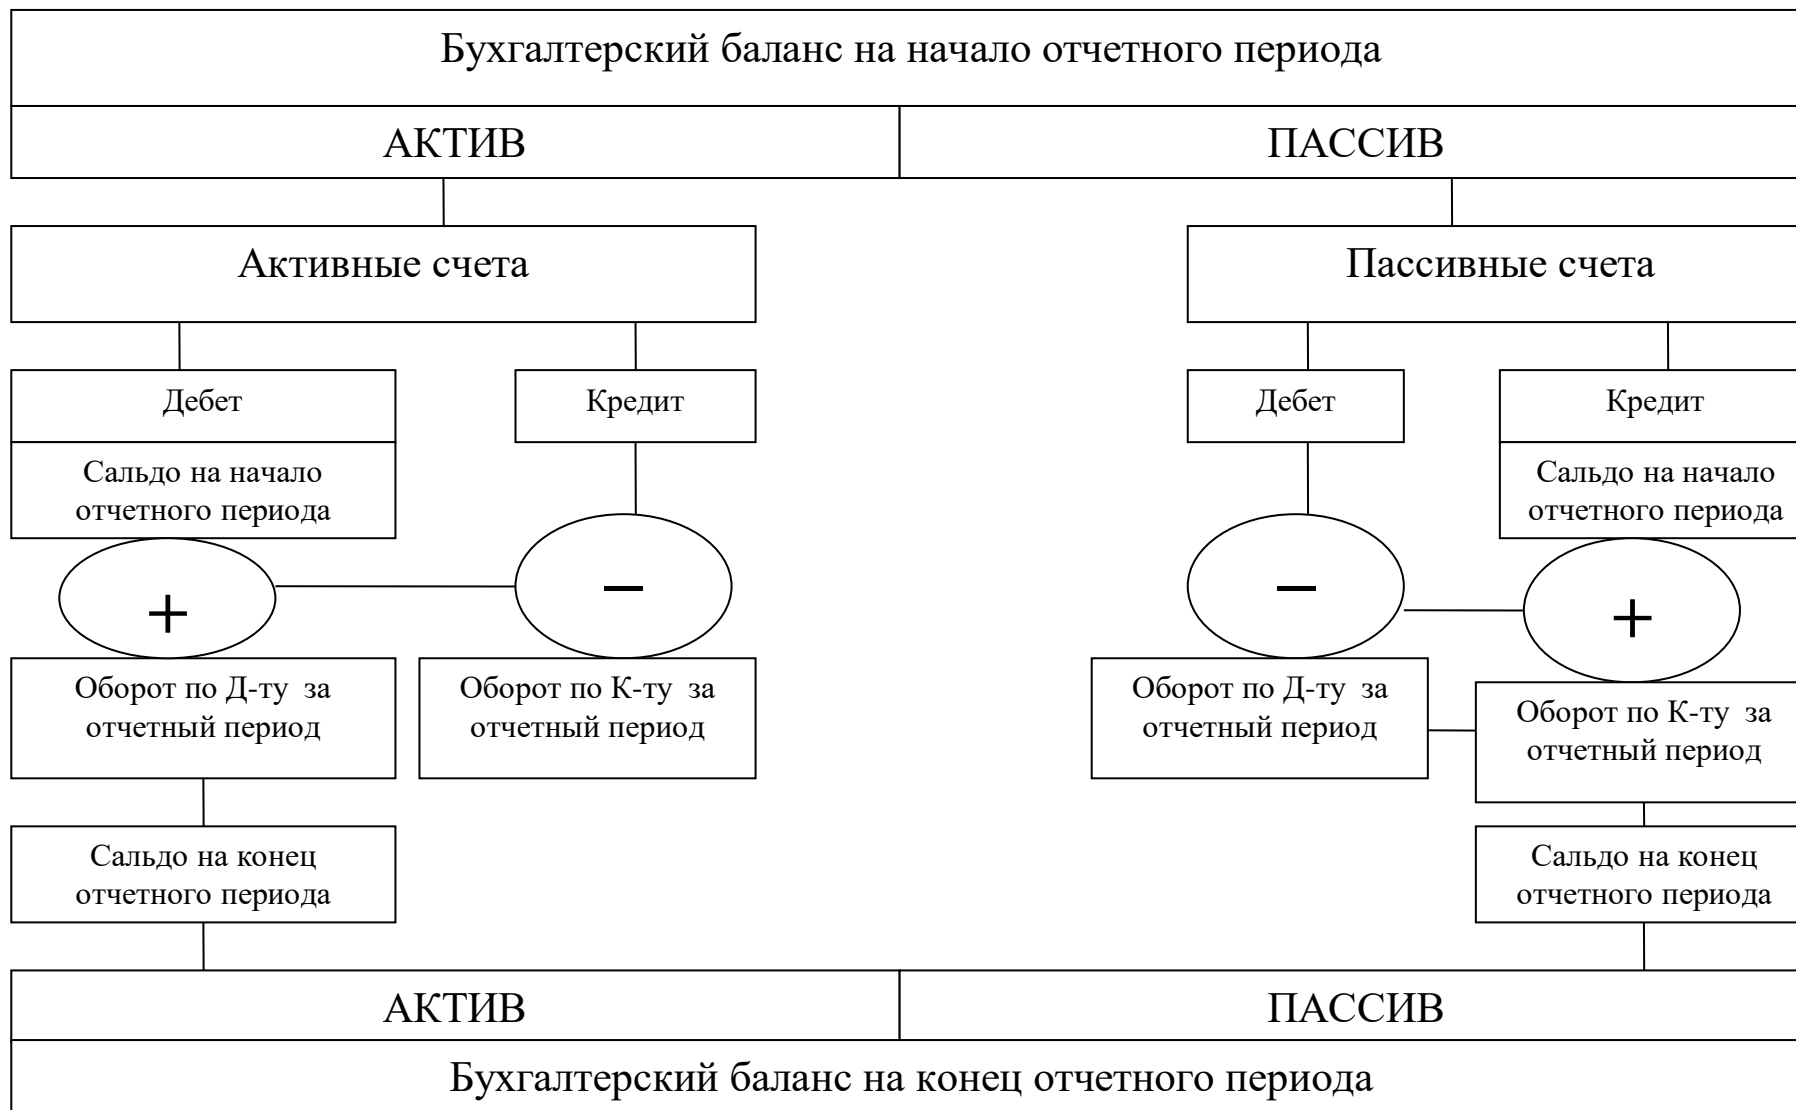 Бухгалтерский баланс на начало отчетного периода
АКТИВ
ПАССИВ
Активные счета
Пассивные счета
Дебет
Кредит
Дебет
Кредит
Сальдо на начало
отчетного периода
Сальдо на начало
отчетного периода
+
–
–
+
Оборот по Д-ту за
отчетный период
Оборот по К-ту за
отчетный период
Оборот по Д-ту за
отчетный период
Оборот по К-ту за
отчетный период
Сальдо на конец
отчетного периода
Сальдо на конец
отчетного периода
АКТИВ
ПАССИВ
Бухгалтерский баланс на конец отчетного периода